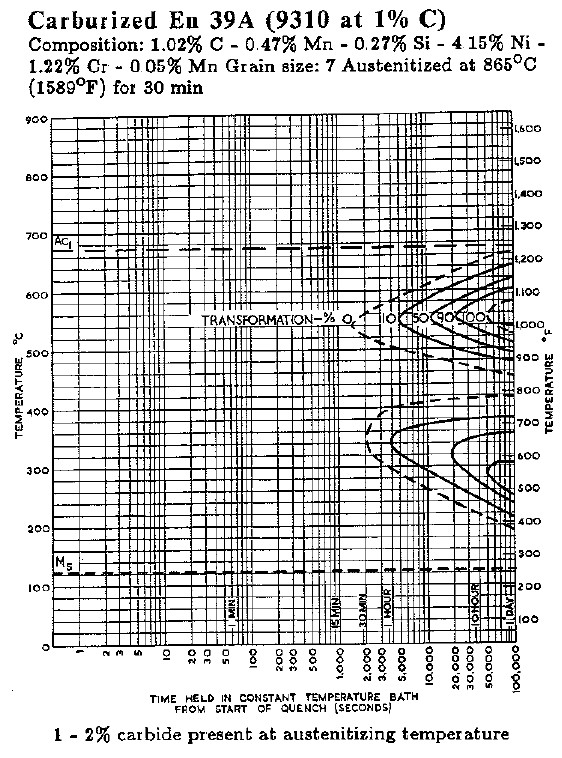 Carburized En 39A (9310 at 1% C)
Composition: 1.02% C - 0.47% Mn - 0.27% Si - 4.15% Ni -
1.22% Cr - 0.05% Mn Grain size: 7 Austenitized at 865°C
(1589°F) for 30 min
900
800
700
600
500
400
300
200
100
0
TEMPERATURE °C
1,600
1,500
1,400
1,300
1,200
1,100
1,000
900
800
700
600
500
400
300
200
100
TEMPERATURE °F
AC1
TRANSFORMATION-% 0 10 50 90 100
Ms
1 MIN
15 MIN
30 MIN
1 HOUR
10 HOUR
1 DAY
1 2 3 5 10 20 30 50 100 200 300 500 1,000 2,000 3,000 5,000 10,000 20,000 30,000 50,000 100,000
TIME HELD IN CONSTANT TEMPERATURE BATH
FROM START OF QUENCH (SECONDS)
1 - 2% carbide present at austenitizing temperature